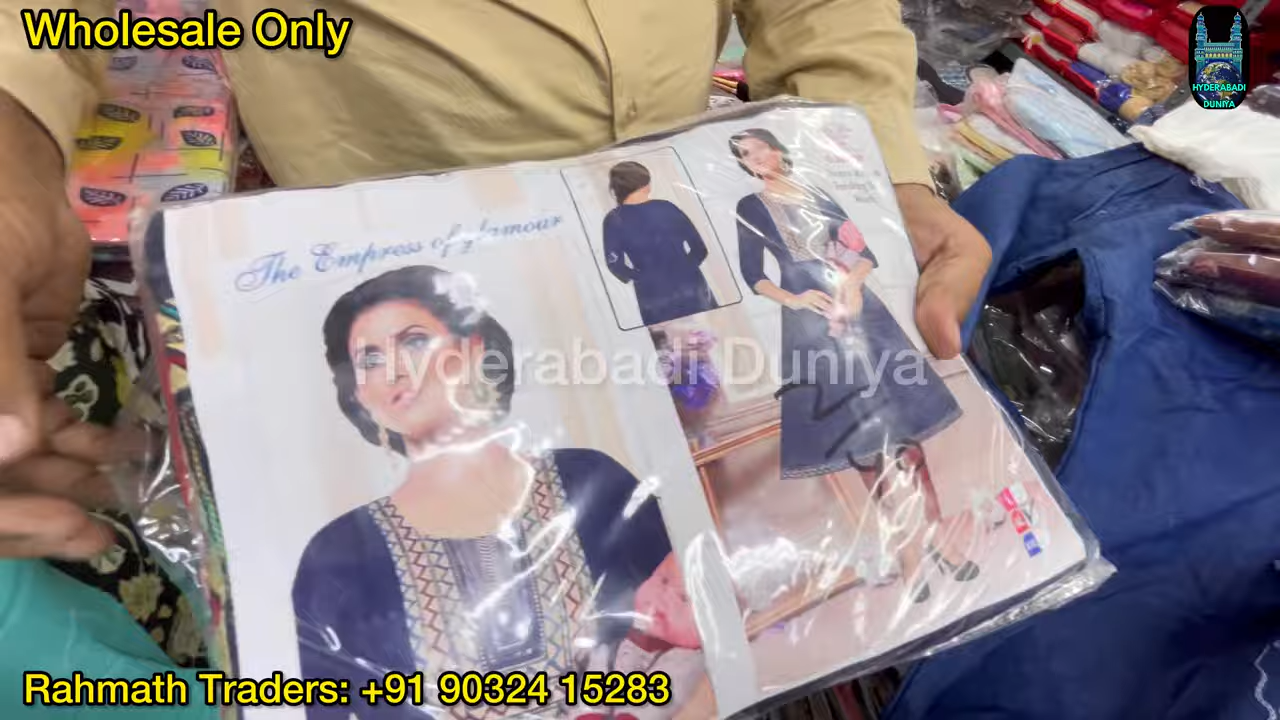 Wholesale Only
HYDERABADI
DUNIYA
The Empress of glamour
Hyderabadi Duniya
Rahmath Traders: +91 90324 15283